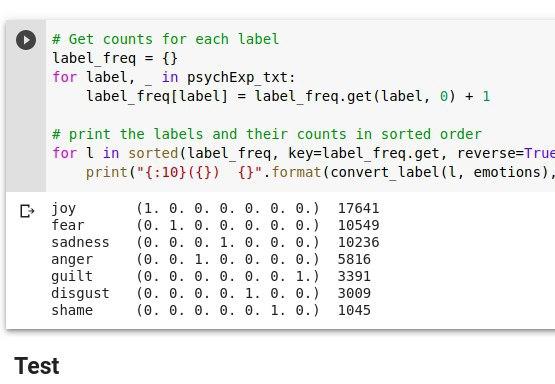 # Get counts for each label
label_freq = {}
for label, _ in psychExp_txt:
    label_freq[label] = label_freq.get(label, 0) + 1
# print the labels and their counts in sorted order
for l in sorted(label_freq, key=label_freq.get, reverse=True
    print("{:10}({})  {}".format(convert_label(l, emotions),
joy       (1. 0. 0. 0. 0. 0. 0.)  17641
fear      (0. 1. 0. 0. 0. 0. 0.)  10549
sadness   (0. 0. 0. 1. 0. 0. 0.)  10236
anger     (0. 0. 1. 0. 0. 0. 0.)  5816
guilt     (0. 0. 0. 0. 0. 0. 1.)  3391
disgust   (0. 0. 0. 0. 1. 0. 0.)  3009
shame     (0. 0. 0. 0. 0. 1. 0.)  1045
Test